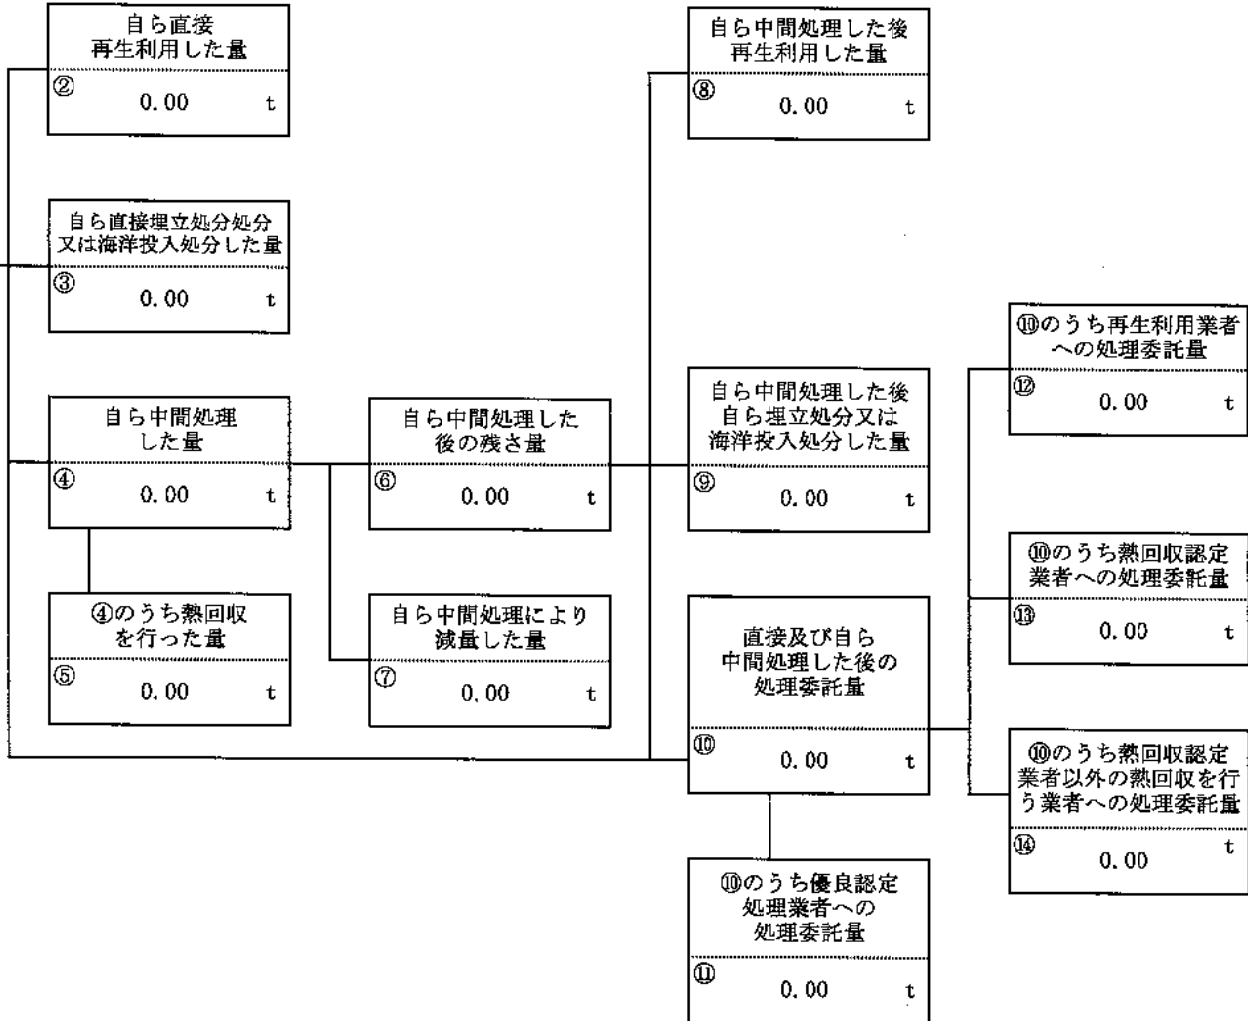 自ら直接
再生利用した量
② 0.00 t
自ら中間処理した後
再生利用した量
⑧ 0.00 t
自ら直接埋立処分処分
又は海洋投入処分した量
③ 0.00 t
⑩のうち再生利用業者
への処理委託量
⑫ 0.00 t
自ら中間処理
した量
④ 0.00 t
自ら中間処理した
後の残さ量
⑥ 0.00 t
自ら中間処理した後
自ら埋立処分又は
海洋投入処分した量
⑨ 0.00 t
⑩のうち熱回収認定
業者への処理委託量
⑬ 0.00 t
④のうち熱回収
を行った量
⑤ 0.00 t
自ら中間処理により
減量した量
⑦ 0.00 t
直接及び自ら
中間処理した後の
処理委託量
⑩ 0.00 t
⑩のうち熱回収認定
業者以外の熱回収を行
う業者への処理委託量
⑭ 0.00 t
⑩のうち優良認定
処理業者への
処理委託量
⑪ 0.00 t